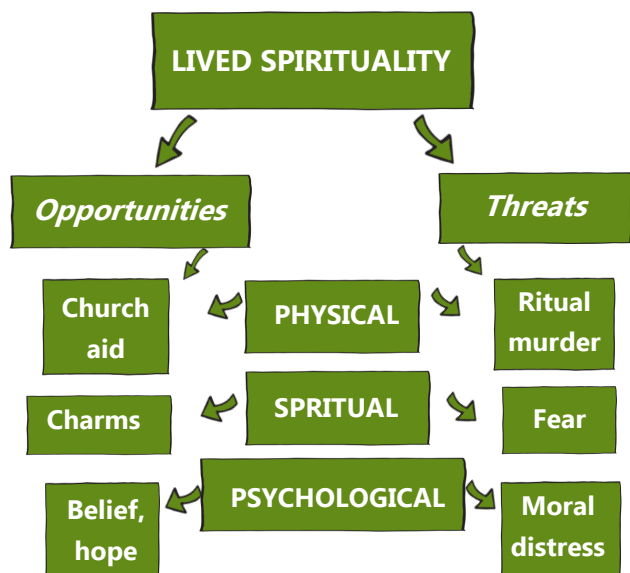 LIVED SPIRITUALITY
Opportunities
Threats
Church
aid
PHYSICAL
Ritual
murder
Charms
SPRITUAL
Fear
Belief,
hope
PSYCHOLOGICAL
Moral
distress